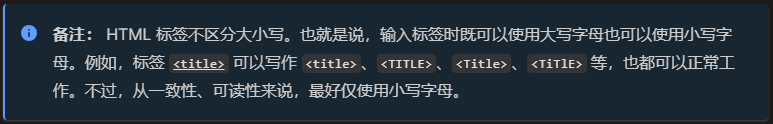 备注： HTML 标签不区分大小写。也就是说，输入标签时既可以使用大写字母也可以使用小写字
母。例如，标签 <title> 可以写作 <title>、<TITLE>、<Title>、<TiTlE> 等，也都可以正常工
作。不过，从一致性、可读性来说，最好仅使用小写字母。